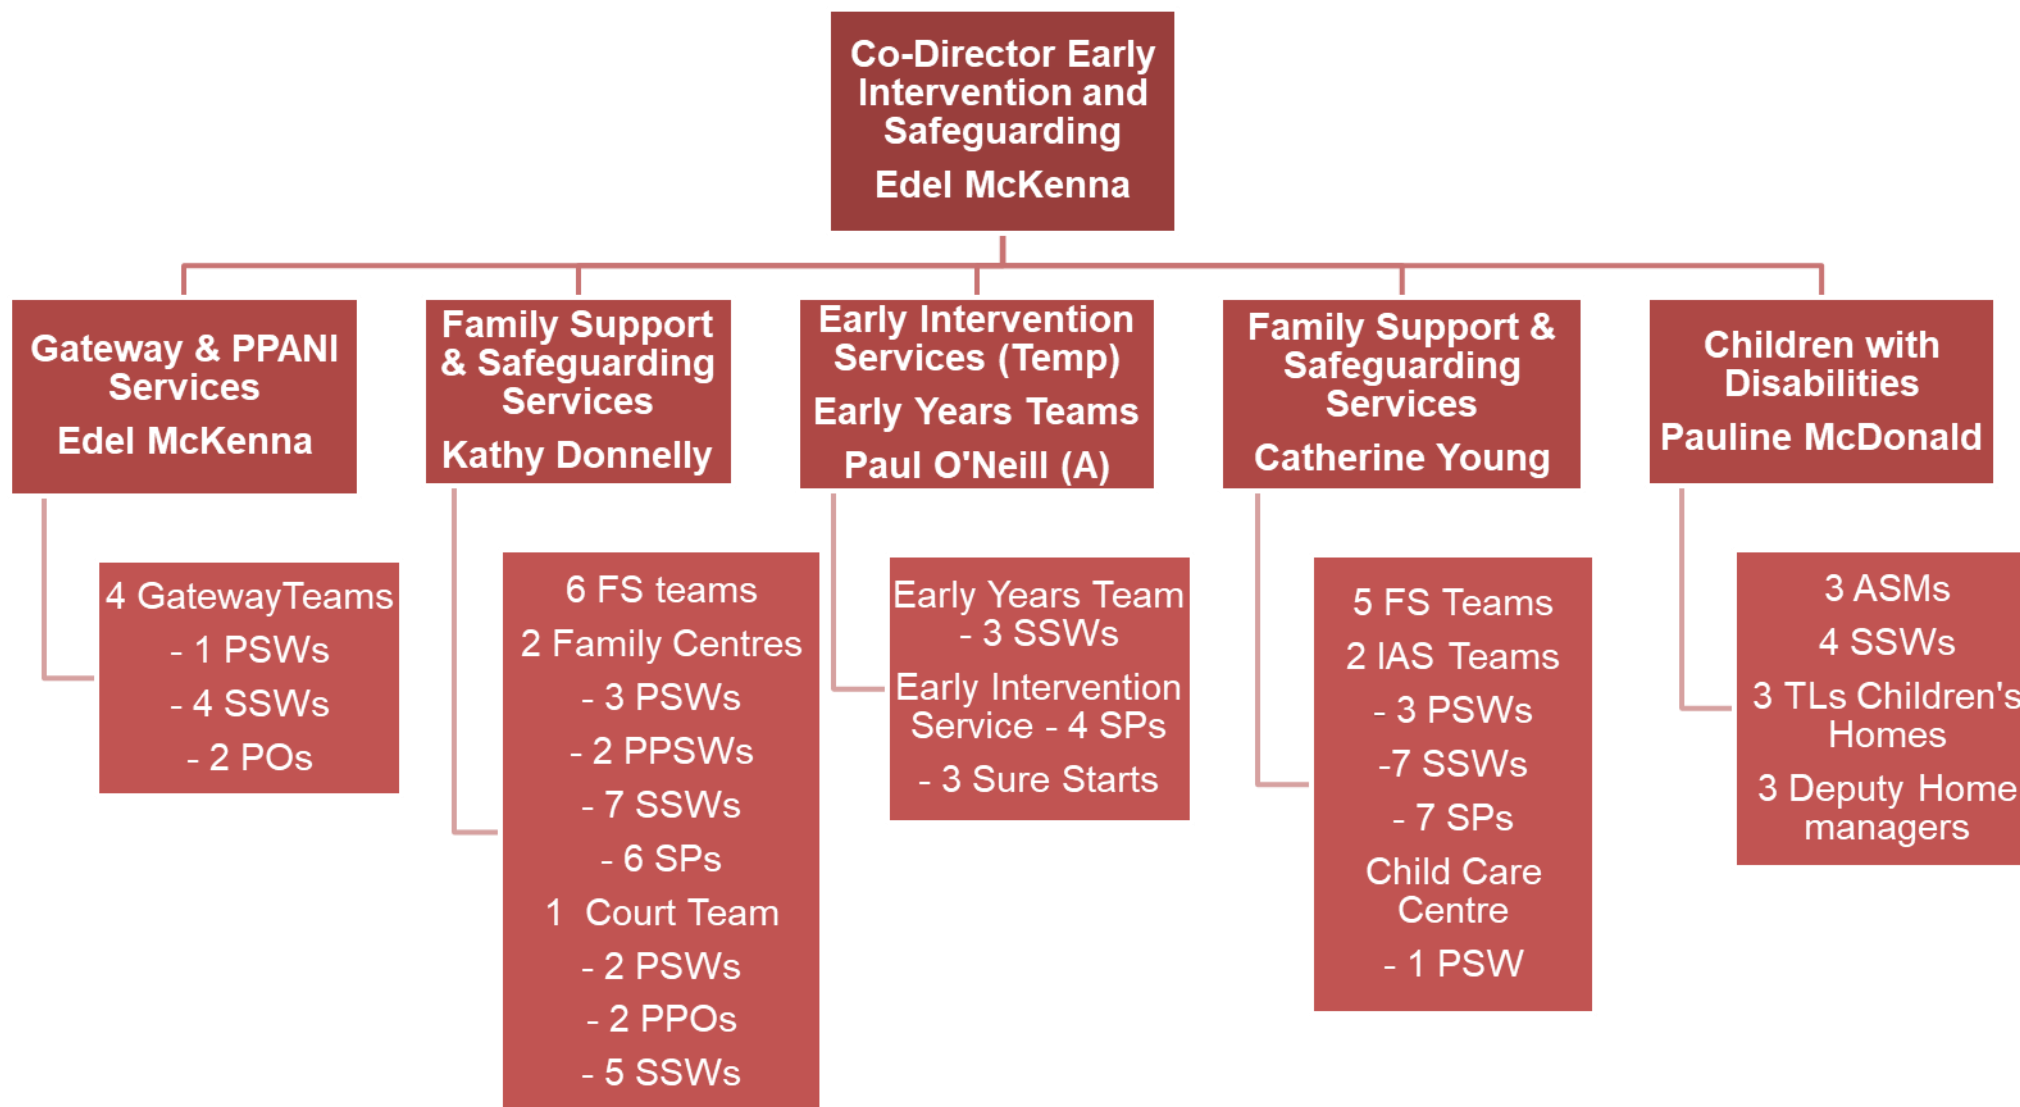 Co-Director Early
Intervention and
Safeguarding
Edel McKenna
Gateway & PPANI
Services
Edel McKenna
4 GatewayTeams
- 1 PSWs
- 4 SSWs
- 2 POs
Family Support
& Safeguarding
Services
Kathy Donnelly
6 FS teams
2 Family Centres
- 3 PSWs
- 2 PPSWs
- 7 SSWs
- 6 SPs
1 Court Team
- 2 PSWs
- 2 PPOs
- 5 SSWs
Early Intervention
Services (Temp)
Early Years Teams
Paul O'Neill (A)
Early Years Team
- 3 SSWs
Early Intervention
Service - 4 SPs
- 3 Sure Starts
Family Support &
Safeguarding
Services
Catherine Young
5 FS Teams
2 IAS Teams
- 3 PSWs
-7 SSWs
- 7 SPs
Child Care
Centre
- 1 PSW
Children with
Disabilities
Pauline McDonald
3 ASMs
4 SSWs
3 TLs Children's
Homes
3 Deputy Home
managers